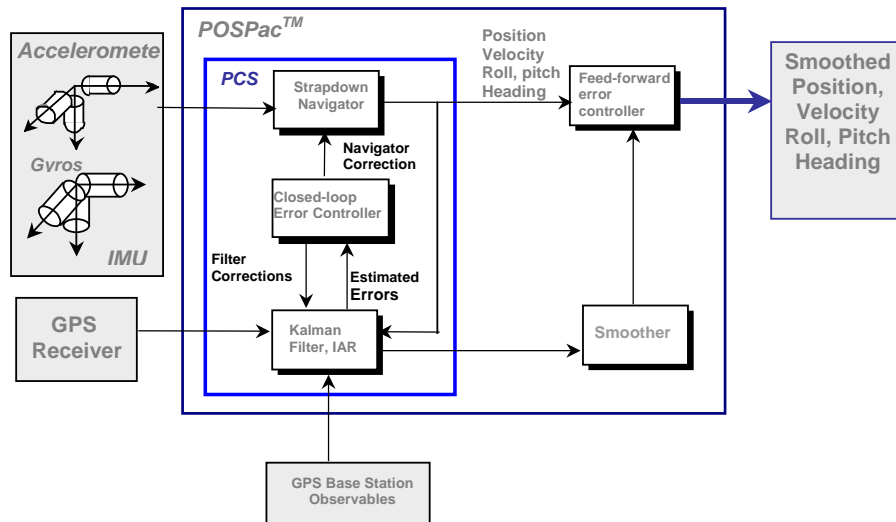 POSPac™
Acceleromete
Gyros
IMU
GPS
Receiver
PCS
Strapdown
Navigator
Navigator
Correction
Closed-loop
Error Controller
Filter
Corrections
Estimated
Errors
Kalman
Filter, IAR
GPS Base Station
Observables
Position
Velocity
Roll, pitch
Heading
Feed-forward
error
controller
Smoother
Smoothed
Position,
Velocity
Roll, Pitch
Heading